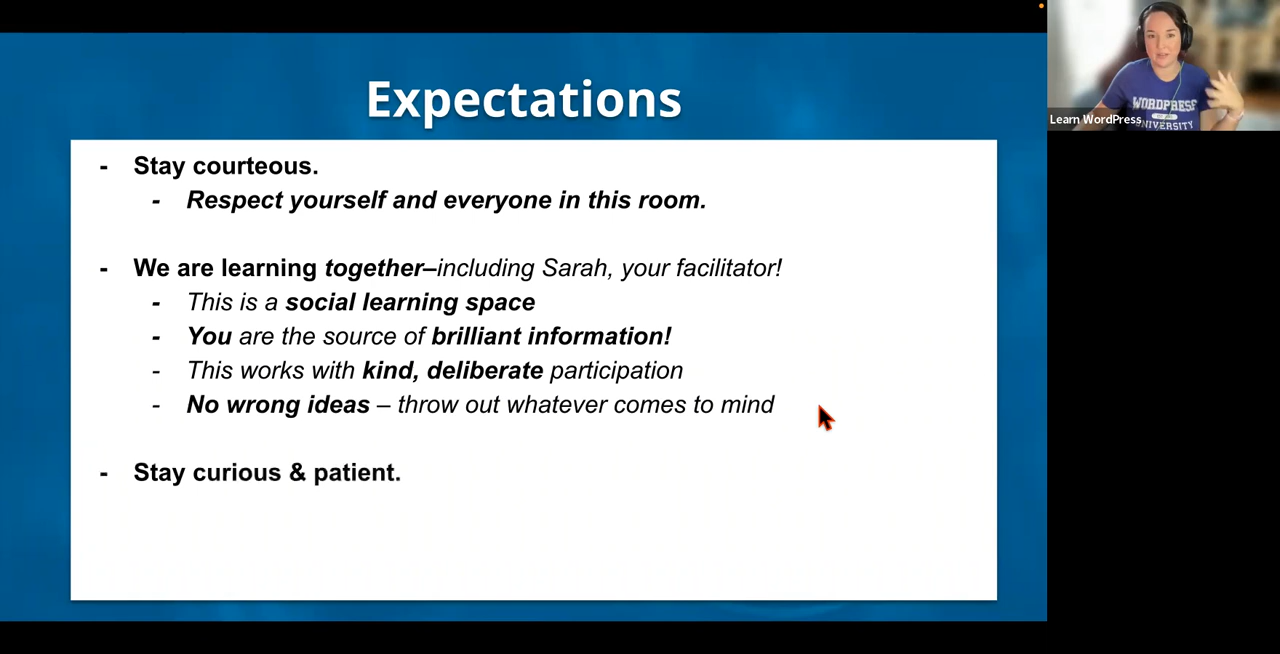 Expectations
- Stay courteous.
- Respect yourself and everyone in this room.
- We are learning together–including Sarah, your facilitator!
- This is a social learning space
- You are the source of brilliant information!
- This works with kind, deliberate participation
- No wrong ideas – throw out whatever comes to mind
- Stay curious & patient.
WORDPRESS
UNIVERSITY
Learn WordPress